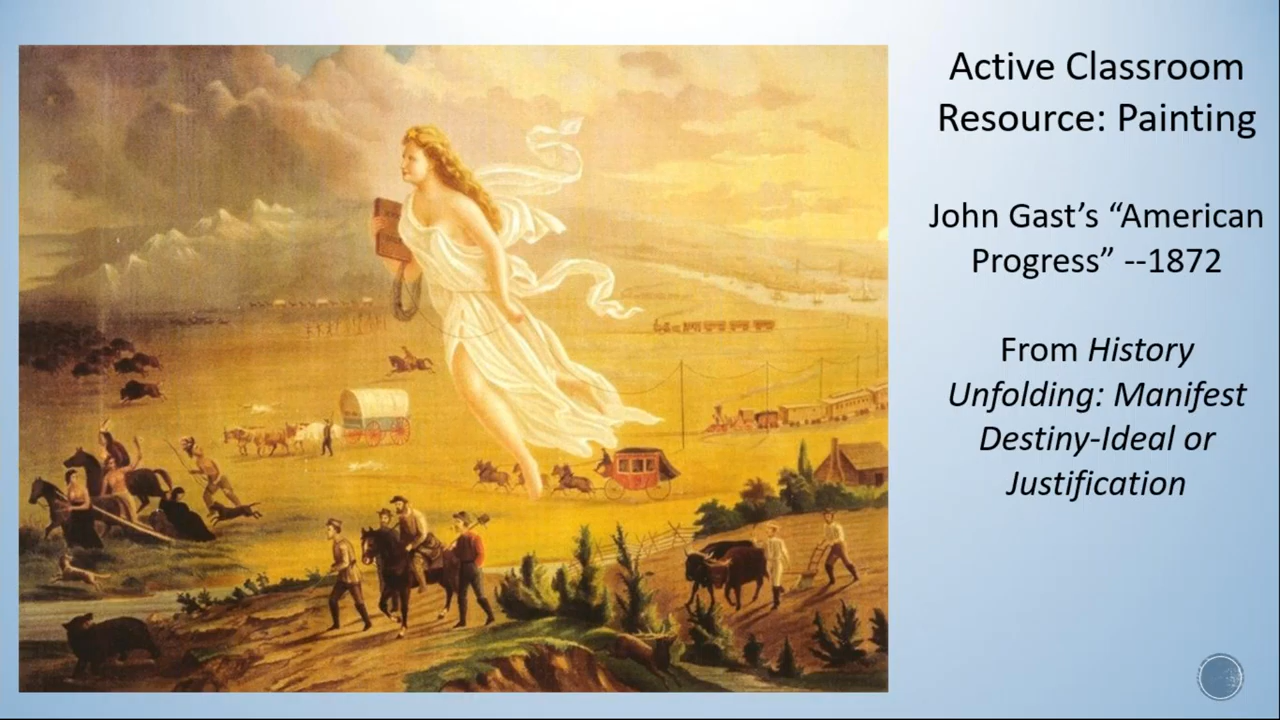 Active Classroom
Resource: Painting
John Gast’s “American
Progress” --1872
From History
Unfolding: Manifest
Destiny-Ideal or
Justification